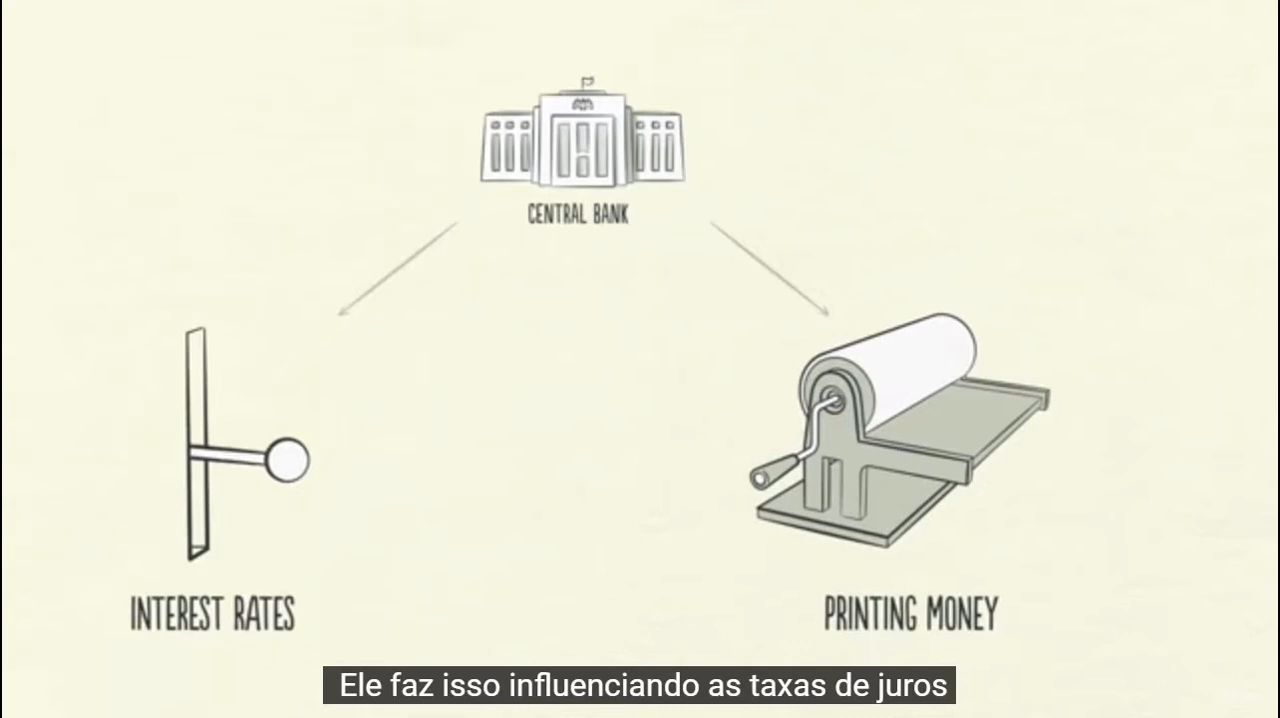 CENTRAL BANK
INTEREST RATES
PRINTING MONEY
Ele faz isso influenciando as taxas de juros